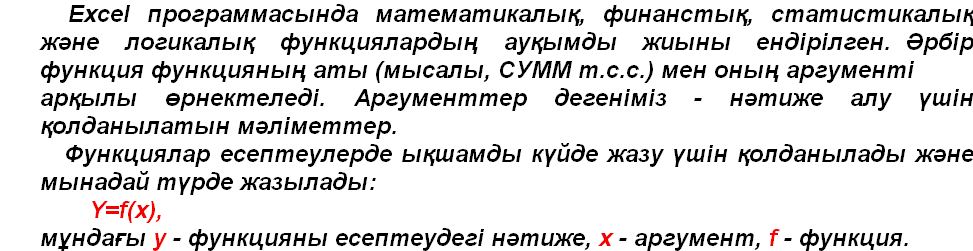 Excel программасында математикалық, финанстық, статистикалық
және логикалық функциялардың ауқымды жиыны ендірілген. Әрбір
функция функцияның аты (мысалы, СУММ т.с.с.) мен оның аргументі
арқылы өрнектеледі. Аргументтер дегеніміз - нәтиже алу үшін
қолданылатын мәліметтер.
Функциялар есептеулерде ықшамды күйде жазу үшін қолданылады және
мынадай түрде жазылады:
Y=f(x),
мұндағы y - функцияны есептеудегі нәтиже, x - аргумент, f - функция.